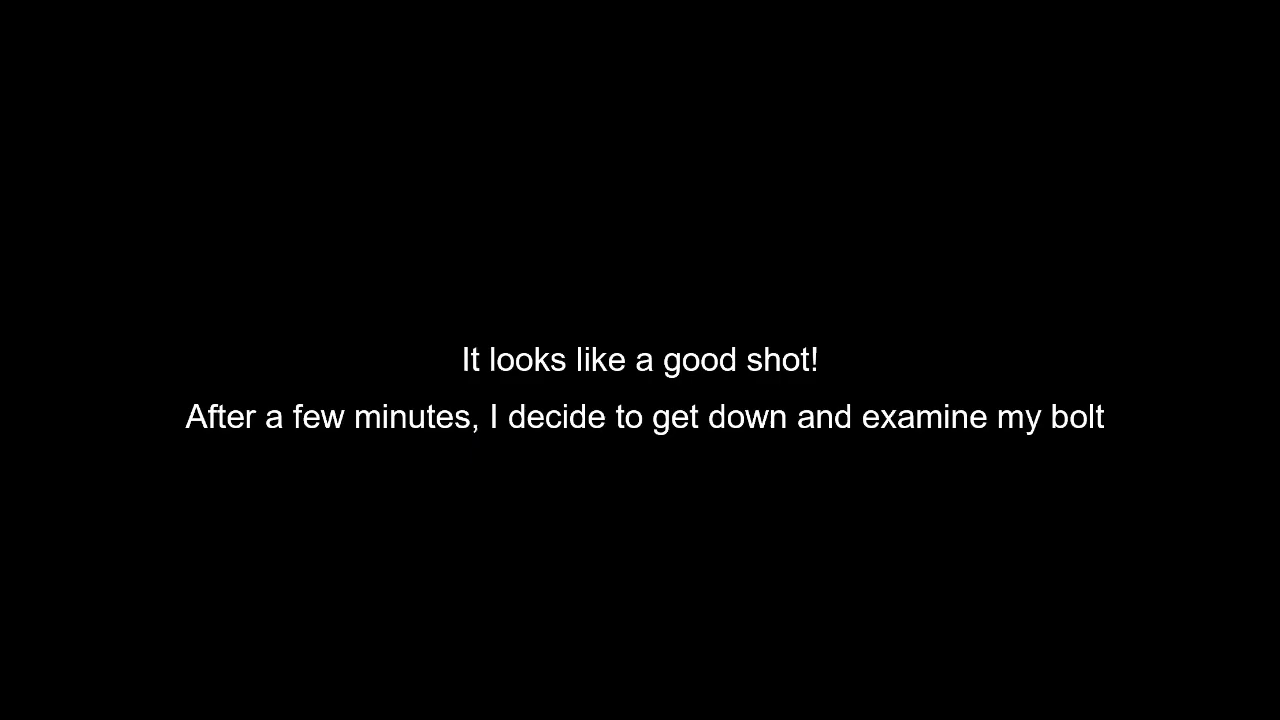 It looks like a good shot!
After a few minutes, I decide to get down and examine my bolt